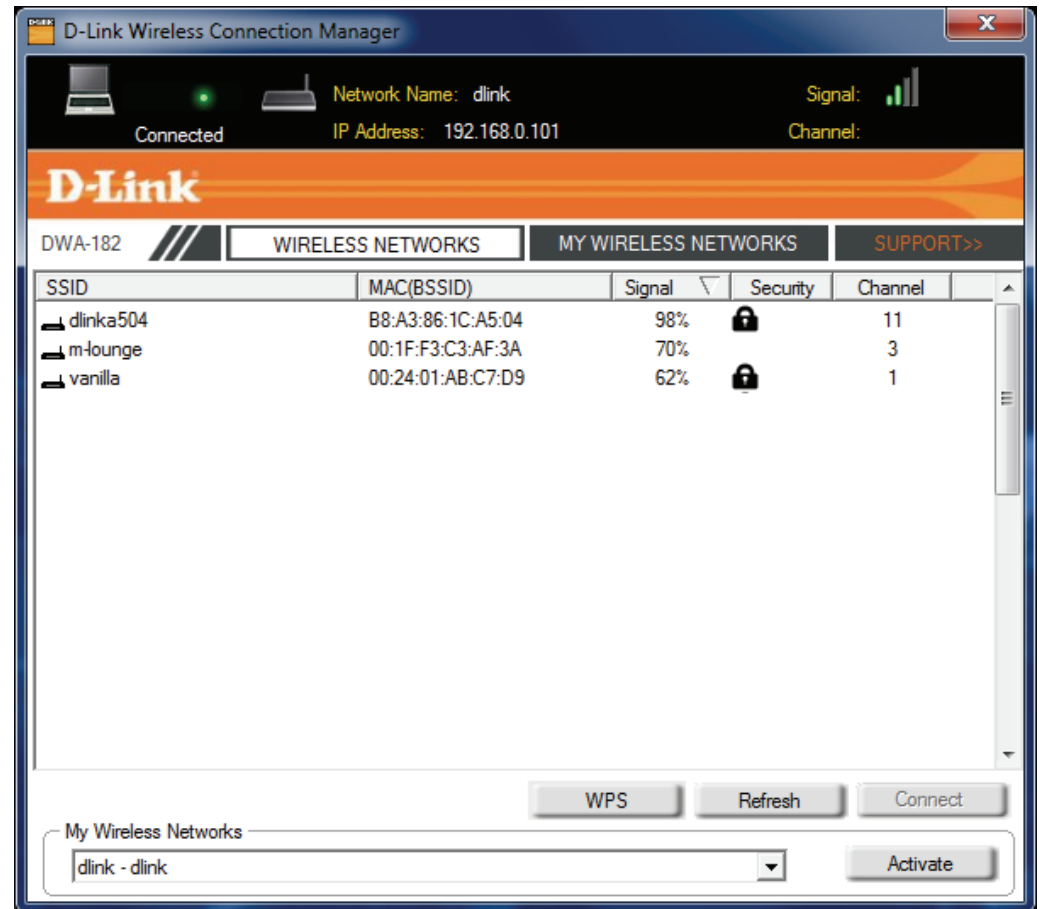 D-Link Wireless Connection Manager
Network Name: dlink Signal:
Connected IP Address: 192.168.0.101 Channel:
D-Link
DWA-182 WIRELESS NETWORKS MY WIRELESS NETWORKS SUPPORT>>
SSID MAC(BSSID) Signal Security Channel
dlinka504 B8:A3:86:1C:A5:04 98% 11
m-lounge 00:1F:F3:C3:AF:3A 70% 3
vanilla 00:24:01:AB:C7:D9 62% 1
WPS Refresh Connect
My Wireless Networks
dlink - dlink Activate